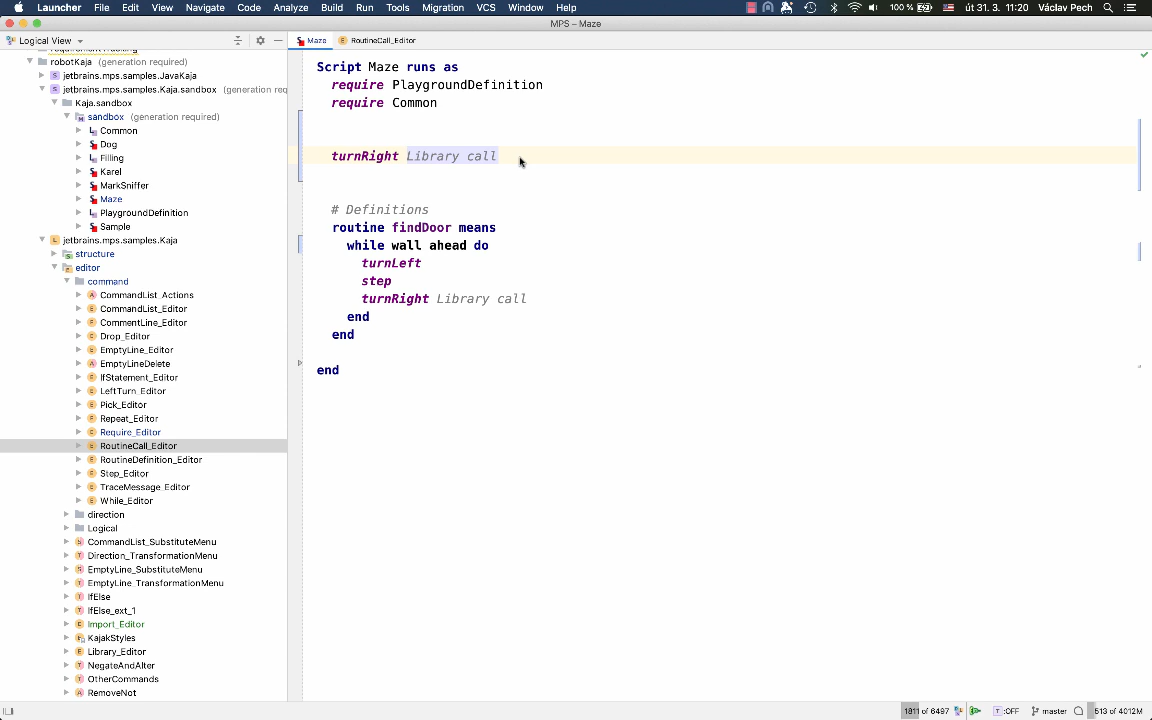 Launcher File Edit View Navigate Code Analyze Build Run Tools Migration VCS Window Help 100 % út 31. 3. 11:20 Václav Pech
MPS – Maze
Logical View
Maze RoutineCall_Editor
robotKaja (generation required)
jetbrains.mps.samples.JavaKaja
jetbrains.mps.samples.Kaja.sandbox (generation req
Kaja.sandbox
sandbox (generation required)
Common
Dog
Filling
Karel
MarkSniffer
Maze
PlaygroundDefinition
Sample
jetbrains.mps.samples.Kaja
structure
editor
command
CommandList_Actions
CommandList_Editor
CommentLine_Editor
Drop_Editor
EmptyLine_Editor
EmptyLineDelete
IfStatement_Editor
LeftTurn_Editor
Pick_Editor
Repeat_Editor
Require_Editor
RoutineCall_Editor
RoutineDefinition_Editor
Step_Editor
TraceMessage_Editor
While_Editor
direction
Logical
CommandList_SubstituteMenu
Direction_TransformationMenu
EmptyLine_SubstituteMenu
EmptyLine_TransformationMenu
IfElse
IfElse_ext_1
Import_Editor
KajakStyles
Library_Editor
NegateAndAlter
OtherCommands
RemoveNot
Script Maze runs as
require PlaygroundDefinition
require Common
turnRight Library call
# Definitions
routine findDoor means
while wall ahead do
turnLeft
step
turnRight Library call
end
end
end
1811 of 6497 T :OFF master 513 of 4012M